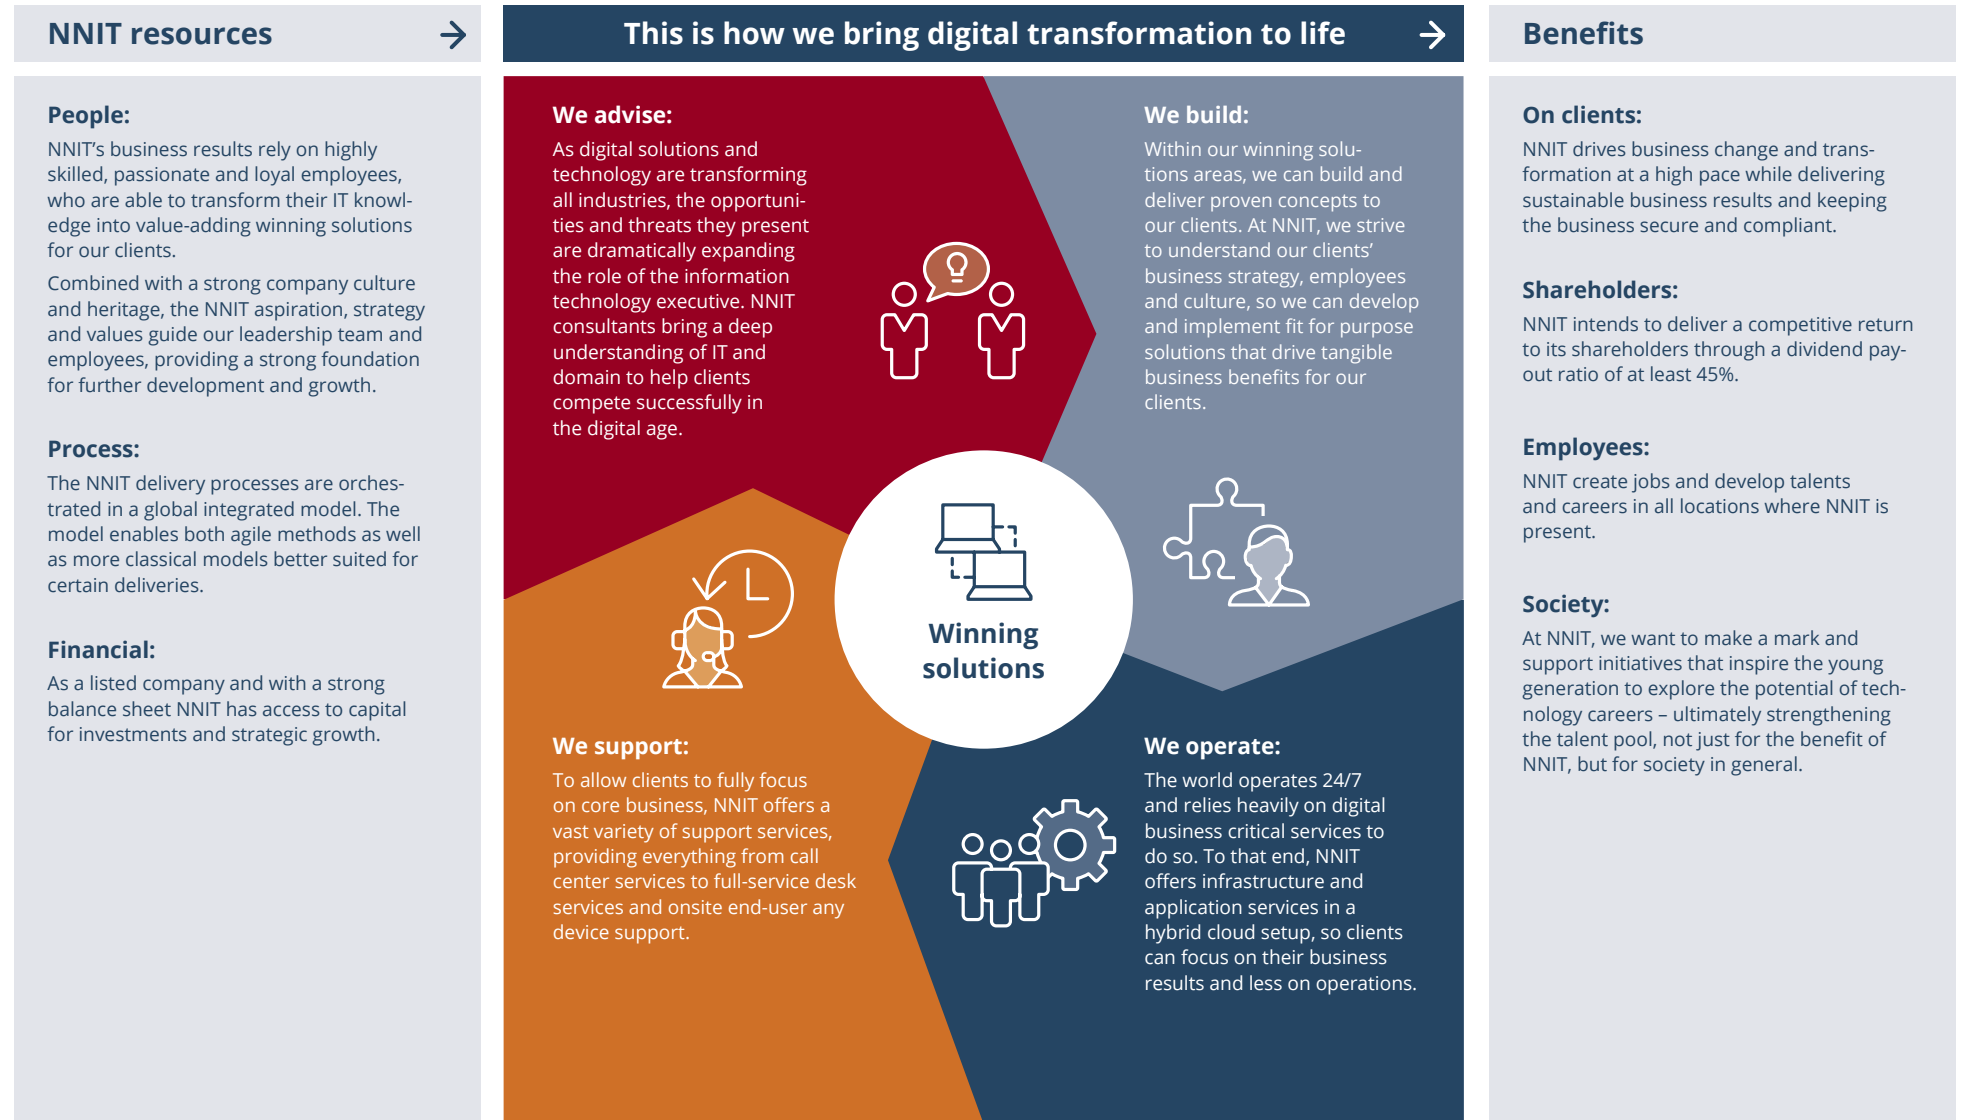 NNIT resources
People:
NNIT’s business results rely on highly
skilled, passionate and loyal employees,
who are able to transform their IT knowl-
edge into value-adding winning solutions
for our clients.
Combined with a strong company culture
and heritage, the NNIT aspiration, strategy
and values guide our leadership team and
employees, providing a strong foundation
for further development and growth.
Process:
The NNIT delivery processes are orches-
trated in a global integrated model. The
model enables both agile methods as well
as more classical models better suited for
certain deliveries.
Financial:
As a listed company and with a strong
balance sheet NNIT has access to capital
for investments and strategic growth.
This is how we bring digital transformation to life
We advise:
As digital solutions and
technology are transforming
all industries, the opportuni-
ties and threats they present
are dramatically expanding
the role of the information
technology executive. NNIT
consultants bring a deep
understanding of IT and
domain to help clients
compete successfully in
the digital age.
We build:
Within our winning solu-
tions areas, we can build and
deliver proven concepts to
our clients. At NNIT, we strive
to understand our clients’
business strategy, employees
and culture, so we can develop
and implement fit for purpose
solutions that drive tangible
business benefits for our
clients.
Winning
solutions
We support:
To allow clients to fully focus
on core business, NNIT offers a
vast variety of support services,
providing everything from call
center services to full-service desk
services and onsite end-user any
device support.
We operate:
The world operates 24/7
and relies heavily on digital
business critical services to
do so. To that end, NNIT
offers infrastructure and
application services in a
hybrid cloud setup, so clients
can focus on their business
results and less on operations.
Benefits
On clients:
NNIT drives business change and trans-
formation at a high pace while delivering
sustainable business results and keeping
the business secure and compliant.
Shareholders:
NNIT intends to deliver a competitive return
to its shareholders through a dividend pay-
out ratio of at least 45%.
Employees:
NNIT create jobs and develop talents
and careers in all locations where NNIT is
present.
Society:
At NNIT, we want to make a mark and
support initiatives that inspire the young
generation to explore the potential of tech-
nology careers – ultimately strengthening
the talent pool, not just for the benefit of
NNIT, but for society in general.